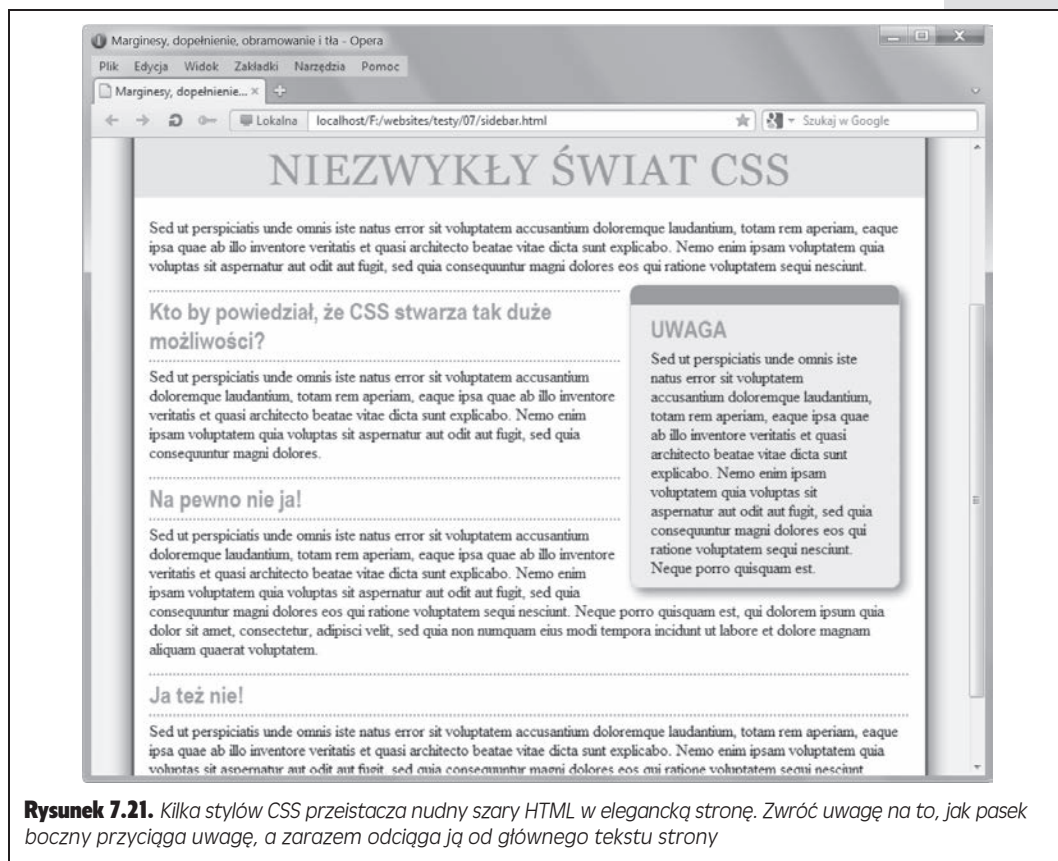 Marginesy, dopełnienie, obramowanie i tła - Opera
Plik Edycja Widok Zakładki Narzędzia Pomoc
Marginesy, dopełnienie...
Lokalna localhost/F:/websites/testy/07/sidebar.html Szukaj w Google
NIEZWYKŁY ŚWIAT CSS
Sed ut perspiciatis unde omnis iste natus error sit voluptatem accusantium doloremque laudantium, totam rem aperiam, eaque
ipsa quae ab illo inventore veritatis et quasi architecto beatae vitae dicta sunt explicabo. Nemo enim ipsam voluptatem quia
voluptas sit aspernatur aut odit aut fugit, sed quia consequuntur magni dolores eos qui ratione voluptatem sequi nesciunt.
Kto by powiedział, że CSS stwarza tak duże
możliwości?
Sed ut perspiciatis unde omnis iste natus error sit voluptatem accusantium
doloremque laudantium, totam rem aperiam, eaque ipsa quae ab illo inventore
veritatis et quasi architecto beatae vitae dicta sunt explicabo. Nemo enim
ipsam voluptatem quia voluptas sit aspernatur aut odit aut fugit, sed quia
consequuntur magni dolores.
UWAGA
Sed ut perspiciatis unde omnis iste
natus error sit voluptatem
accusantium doloremque laudantium,
totam rem aperiam, eaque ipsa quae
ab illo inventore veritatis et quasi
architecto beatae vitae dicta sunt
explicabo. Nemo enim ipsam
voluptatem quia voluptas sit
aspernatur aut odit aut fugit, sed quia
consequuntur magni dolores eos qui
ratione voluptatem sequi nesciunt.
Neque porro quisquam est.
Na pewno nie ja!
Sed ut perspiciatis unde omnis iste natus error sit voluptatem accusantium
doloremque laudantium, totam rem aperiam, eaque ipsa quae ab illo inventore
veritatis et quasi architecto beatae vitae dicta sunt explicabo. Nemo enim
ipsam voluptatem quia voluptas sit aspernatur aut odit aut fugit, sed quia
consequuntur magni dolores eos qui ratione voluptatem sequi nesciunt. Neque porro quisquam est, qui dolorem ipsum quia
dolor sit amet, consectetur, adipisci velit, sed quia non numquam eius modi tempora incidunt ut labore et dolore magnam
aliquam quaerat voluptatem.
Ja też nie!
Sed ut perspiciatis unde omnis iste natus error sit voluptatem accusantium doloremque laudantium, totam rem aperiam, eaque
ipsa quae ab illo inventore veritatis et quasi architecto beatae vitae dicta sunt explicabo. Nemo enim ipsam voluptatem quia
voluptas sit aspernatur aut odit aut fugit, sed quia consequuntur magni dolores eos qui ratione voluptatem sequi nesciunt
Rysunek 7.21. Kilka stylów CSS przeistacza nudny szary HTML w elegancką stronę. Zwróć uwagę na to, jak pasek
boczny przyciąga uwagę, a zarazem odciąga ją od głównego tekstu strony